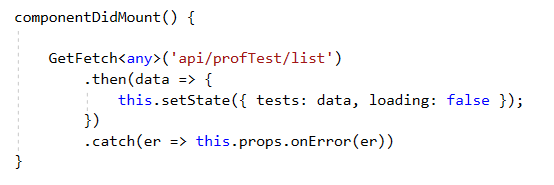 componentDidMount() {
GetFetch<any>('api/profTest/list')
.then(data => {
this.setState({ tests: data, loading: false });
})
.catch(er => this.props.onError(er))
}